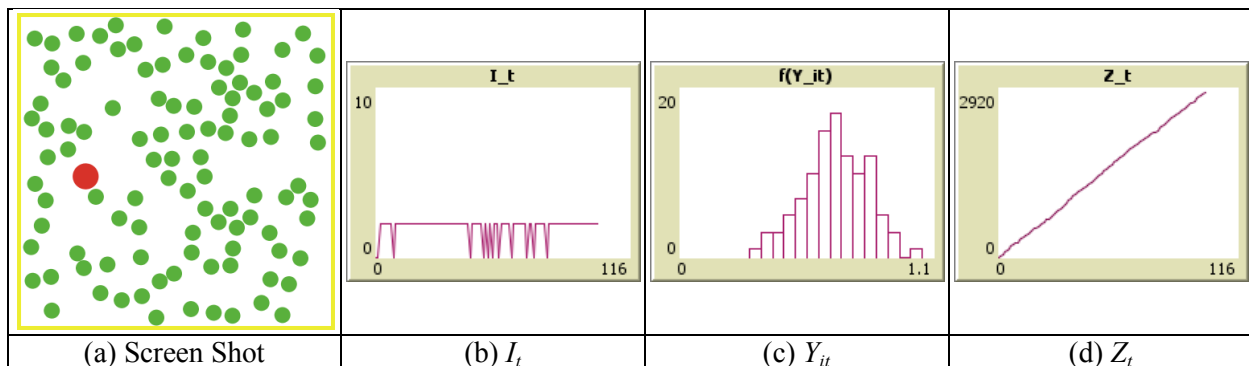 I_t
10
0
0 116
f(Y_it)
20
0
0 1.1
Z_t
2920
0
0 116
(a) Screen Shot
(b) I_t
(c) Y_it
(d) Z_t